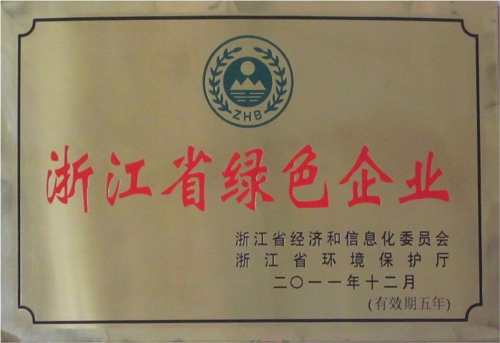 ZHB
浙江省绿色企业
浙江省经济和信息化委员会
浙江省环境保护厅
二〇一一年十二月
(有效期五年)